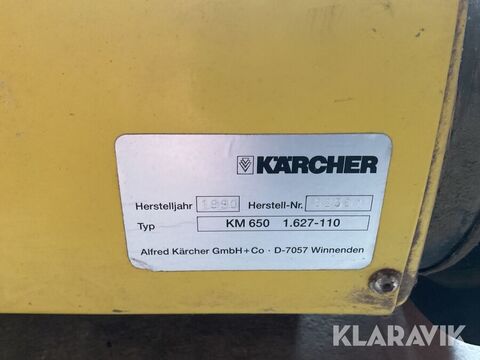 KÄRCHER
Herstelljahr 1990 Herstell-Nr.
Typ KM 650 1.627-110
Alfred Kärcher GmbH+Co · D-7057 Winnenden
KLARAVIK